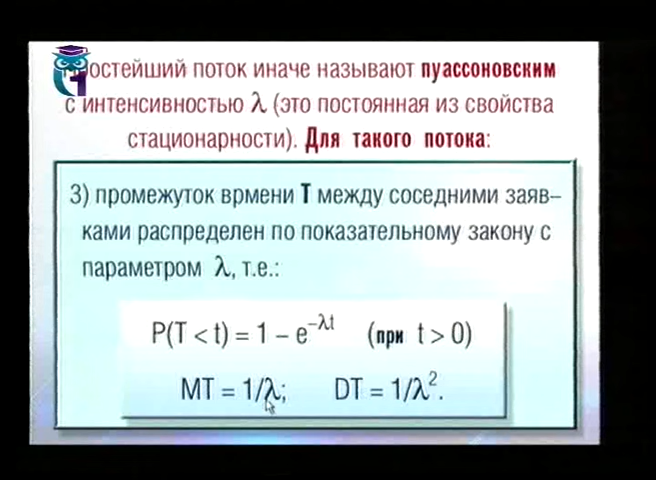 остейший поток иначе называют пуассоновским
с интенсивностью λ (это постоянная из свойства
стационарности). Для такого потока:
3) промежуток врмени T между соседними заяв–
ками распределен по показательному закону с
параметром λ, т.е.:
P(T < t) = 1 – e^–λt (при t > 0)
MT = 1/λ; DT = 1/λ².